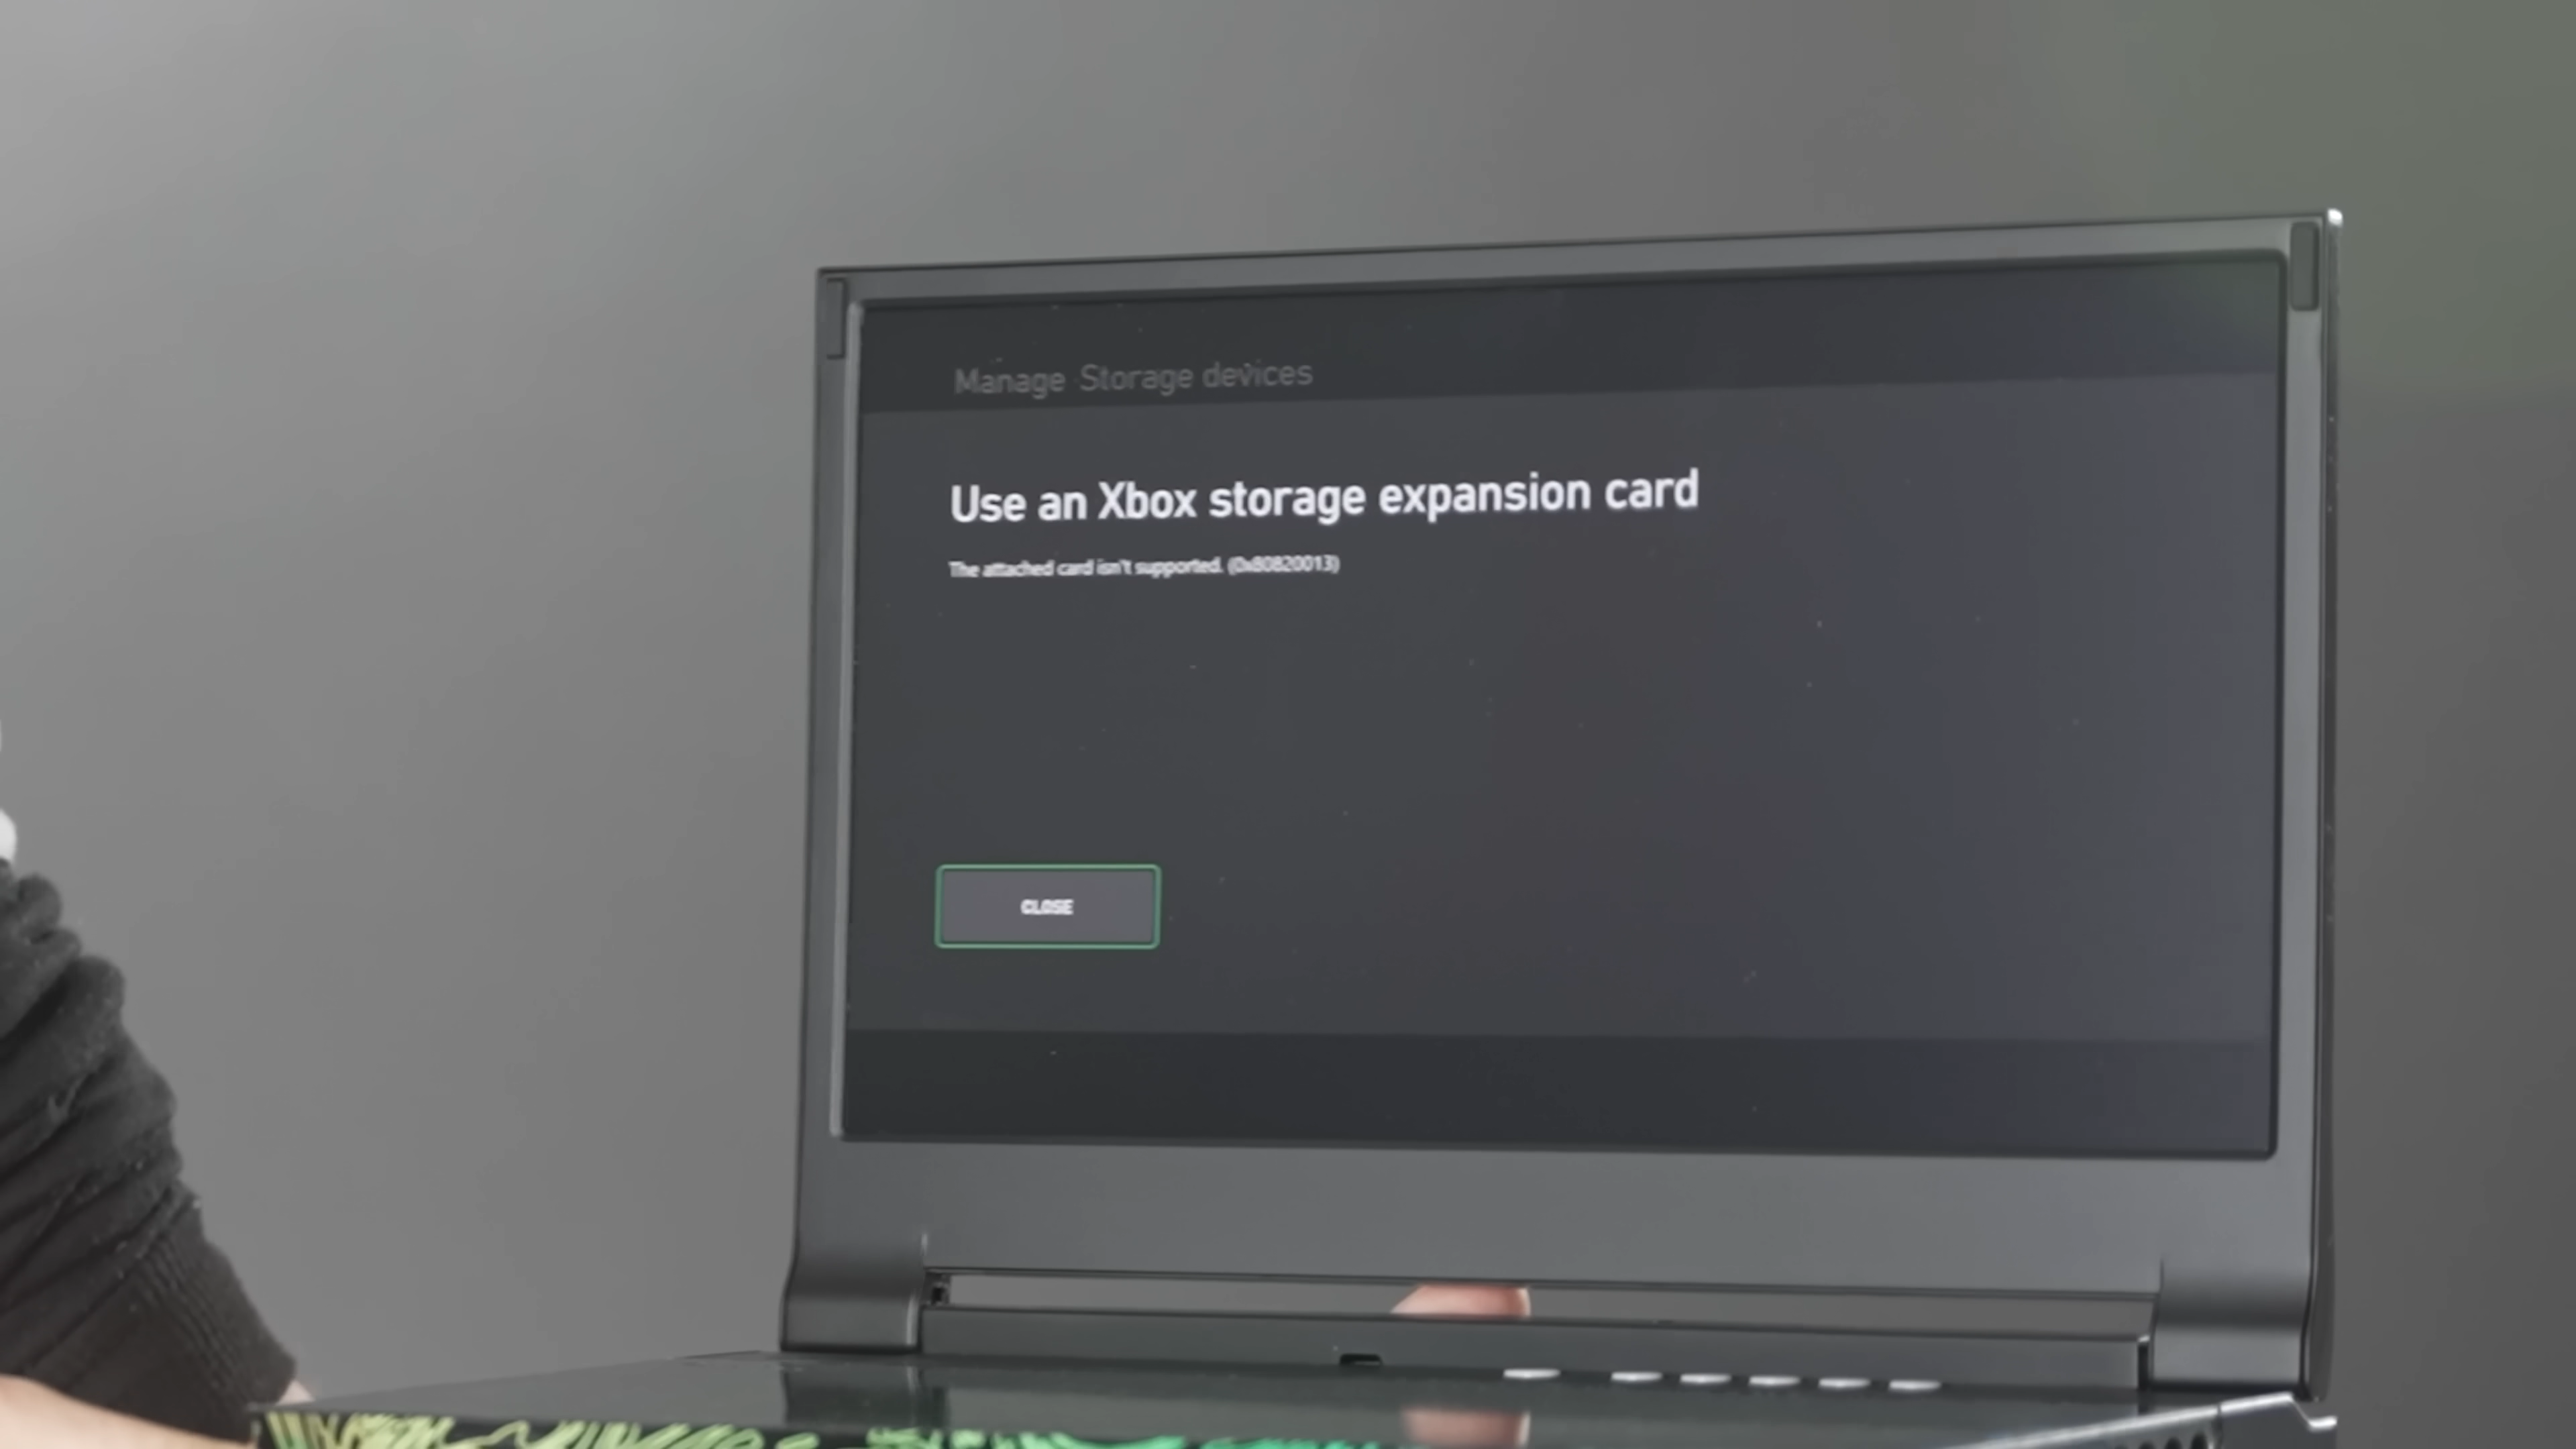 Manage Storage devices
Use an Xbox storage expansion card
The attached card isn't supported. (0x80820013)
CLOSE